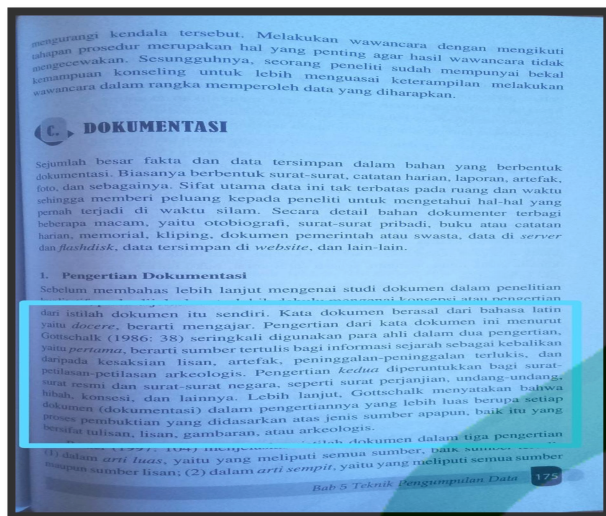 mengurangi kendala tersebut. Melakukan wawancara dengan mengikuti
tahapan prosedur merupakan hal yang penting agar hasil wawancara tidak
mengecewakan. Sesungguhnya, seorang peneliti sudah mempunyai bekal
kemampuan konseling untuk lebih menguasai keterampilan melakukan
wawancara dalam rangka memperoleh data yang diharapkan.
C. DOKUMENTASI
Sejumlah besar fakta dan data tersimpan dalam bahan yang berbentuk
dokumentasi. Biasanya berbentuk surat-surat, catatan harian, laporan, artefak,
foto, dan sebagainya. Sifat utama data ini tak terbatas pada ruang dan waktu
sehingga memberi peluang kepada peneliti untuk mengetahui hal-hal yang
pernah terjadi di waktu silam. Secara detail bahan dokumenter terbagi
beberapa macam, yaitu otobiografi, surat-surat pribadi, buku atau catatan
harian, memorial, kliping, dokumen pemerintah atau swasta, data di server
dan flashdisk, data tersimpan di website, dan lain-lain.
1. Pengertian Dokumentasi
Sebelum membahas lebih lanjut mengenai studi dokumen dalam penelitian
konsepsi atau pengertian
dari istilah dokumen itu sendiri. Kata dokumen berasal dari bahasa latin
yaitu docere, berarti mengajar. Pengertian dari kata dokumen ini menurut
Gottschalk (1986: 38) seringkali digunakan para ahli dalam dua pengertian,
yaitu pertama, berarti sumber tertulis bagi informasi sejarah sebagai kebalikan
daripada kesaksian lisan, artefak, peninggalan-peninggalan terlukis, dan
petilasan-petilasan arkeologis. Pengertian kedua diperuntukkan bagi surat-
surat resmi dan surat-surat negara, seperti surat perjanjian, undang-undang,
hibah, konsesi, dan lainnya. Lebih lanjut, Gottschalk menyatakan bahwa
dokumen (dokumentasi) dalam pengertiannya yang lebih luas berupa setiap
proses pembuktian yang didasarkan atas jenis sumber apapun, baik itu yang
bersifat tulisan, lisan, gambaran, atau arkeologis.
dokumen dalam tiga pengertian
(1) dalam arti luas, yaitu yang meliputi semua sumber, baik
maupun sumber lisan; (2) dalam arti sempit, yaitu yang meliputi semua sumber
Bab 5 Teknik Pengumpulan Data 175